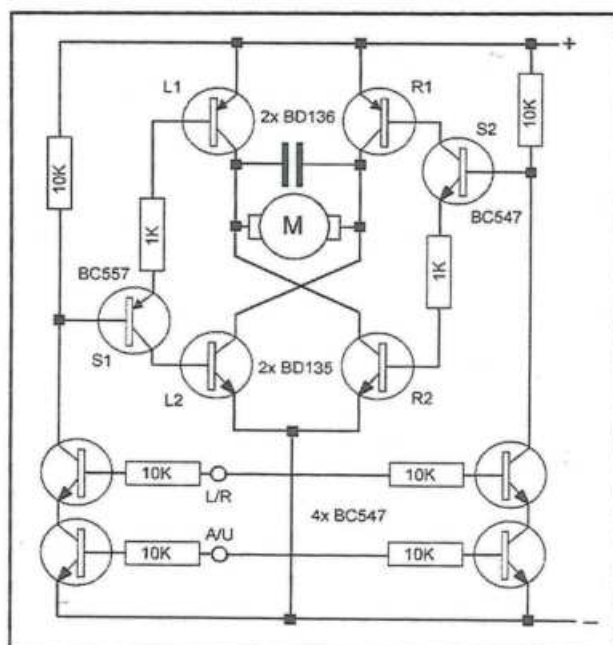 +
L1
2x BD136
R1
10K
S2
10K
M
BC547
1K
1K
BC557
S1
2x BD135
L2
R2
10K
L/R
10K
4x BC547
10K
A/U
10K
–